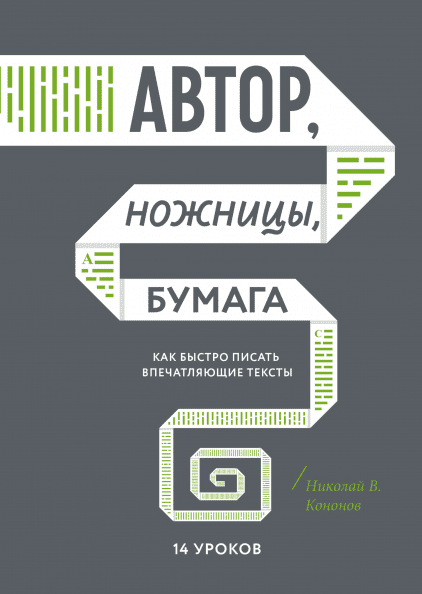 АВТОР,
НОЖНИЦЫ,
А
БУМАГА
С
КАК БЫСТРО ПИСАТЬ
ВПЕЧАТЛЯЮЩИЕ ТЕКСТЫ
/Николай В.
Кононов
14 УРОКОВ